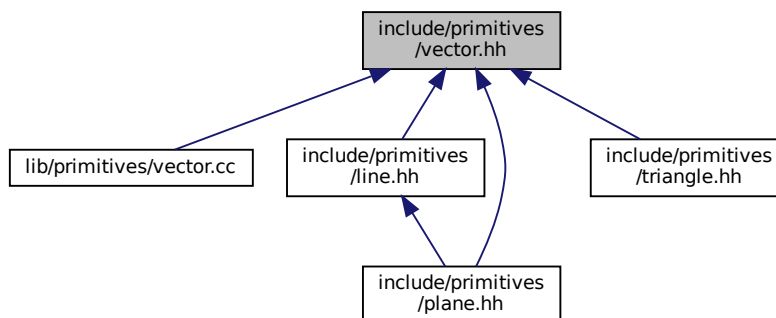 include/primitives
/vector.hh
lib/primitives/vector.cc
include/primitives
/line.hh
include/primitives
/triangle.hh
include/primitives
/plane.hh